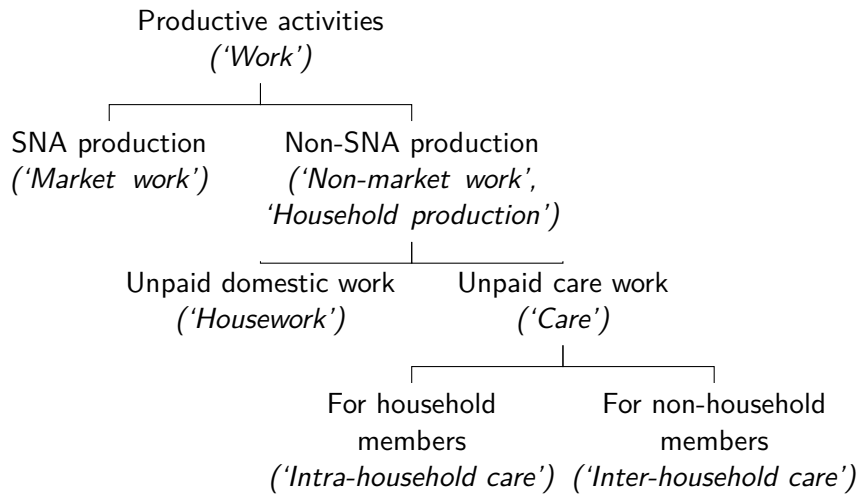 Productive activities
(‘Work’)
SNA production
(‘Market work’)
Non-SNA production
(‘Non-market work’,
‘Household production’)
Unpaid domestic work
(‘Housework’)
Unpaid care work
(‘Care’)
For household
members
(‘Intra-household care’)
For non-household
members
(‘Inter-household care’)